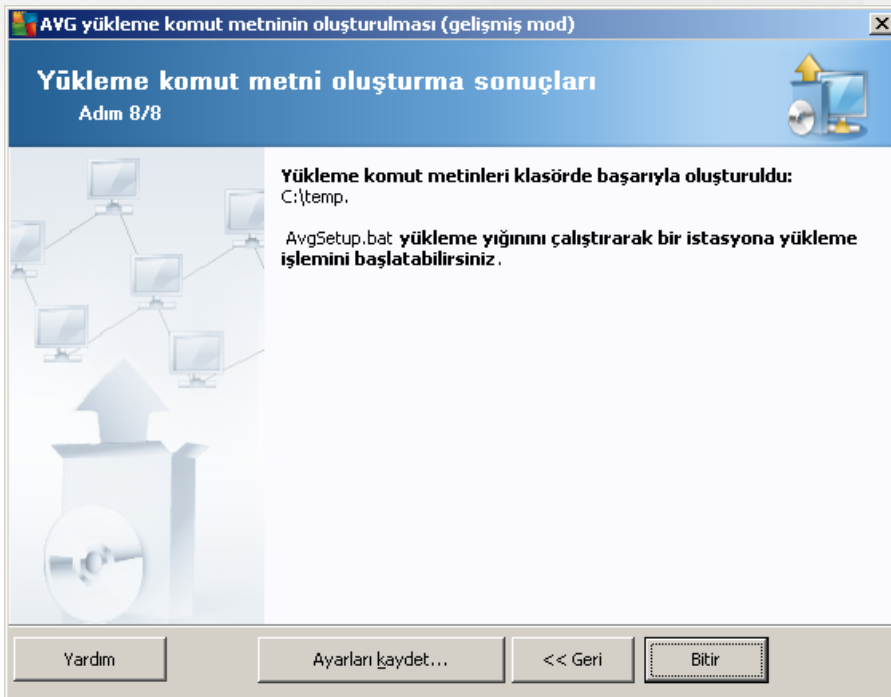 AVG yükleme komut metninin oluşturulması (gelişmiş mod)
Yükleme komut metni oluşturma sonuçları
Adım 8/8
Yükleme komut metinleri klasörde başarıyla oluşturuldu:
C:\temp.
AvgSetup.bat yükleme yığınını çalıştırarak bir istasyona yükleme
işlemini başlatabilirsiniz.
Yardım
Ayarları kaydet...
<< Geri
Bitir